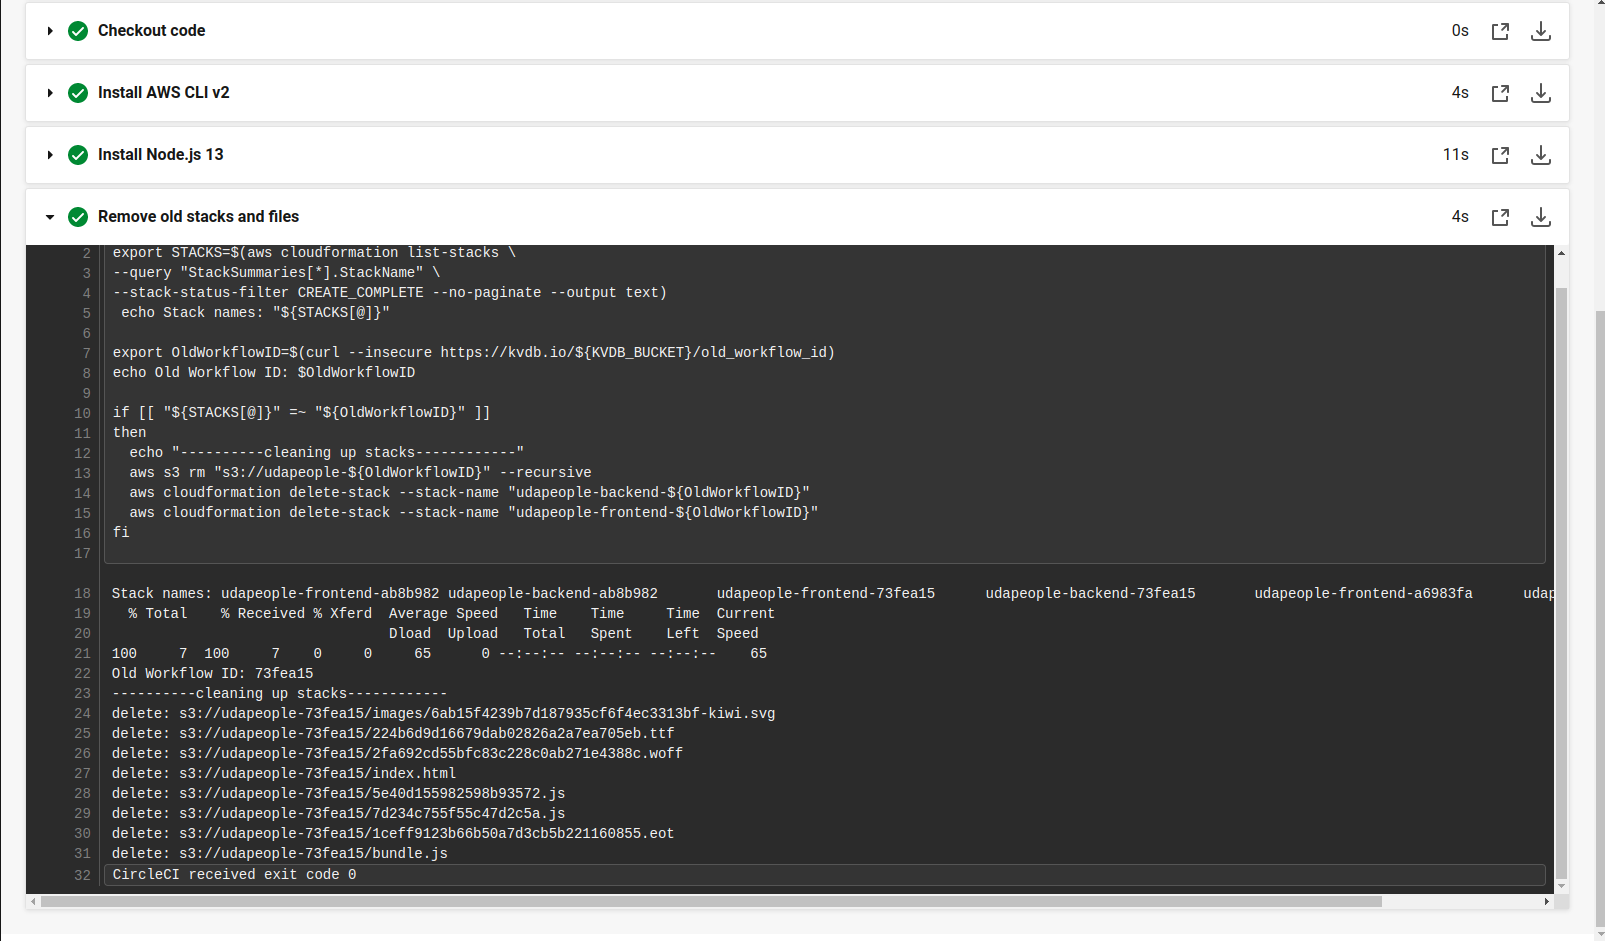 Checkout code 0s
Install AWS CLI v2 4s
Install Node.js 13 11s
Remove old stacks and files 4s
2 export STACKS=$(aws cloudformation list-stacks \
3 --query "StackSummaries[*].StackName" \
4 --stack-status-filter CREATE_COMPLETE --no-paginate --output text)
5  echo Stack names: "${STACKS[@]}"
6
7 export OldWorkflowID=$(curl --insecure https://kvdb.io/${KVDB_BUCKET}/old_workflow_id)
8 echo Old Workflow ID: $OldWorkflowID
9
10 if [[ "${STACKS[@]}" =~ "${OldWorkflowID}" ]]
11 then
12   echo "----------cleaning up stacks------------"
13   aws s3 rm "s3://udapeople-${OldWorkflowID}" --recursive
14   aws cloudformation delete-stack --stack-name "udapeople-backend-${OldWorkflowID}"
15   aws cloudformation delete-stack --stack-name "udapeople-frontend-${OldWorkflowID}"
16 fi
17
18 Stack names: udapeople-frontend-ab8b982 udapeople-backend-ab8b982       udapeople-frontend-73fea15      udapeople-backend-73fea15       udapeople-frontend-a6983fa      udap
19   % Total    % Received % Xferd  Average Speed   Time    Time     Time  Current
20                                  Dload  Upload   Total   Spent    Left  Speed
21 100     7  100     7    0     0     65      0 --:--:-- --:--:-- --:--:--    65
22 Old Workflow ID: 73fea15
23 ----------cleaning up stacks------------
24 delete: s3://udapeople-73fea15/images/6ab15f4239b7d187935cf6f4ec3313bf-kiwi.svg
25 delete: s3://udapeople-73fea15/224b6d9d16679dab02826a2a7ea705eb.ttf
26 delete: s3://udapeople-73fea15/2fa692cd55bfc83c228c0ab271e4388c.woff
27 delete: s3://udapeople-73fea15/index.html
28 delete: s3://udapeople-73fea15/5e40d155982598b93572.js
29 delete: s3://udapeople-73fea15/7d234c755f55c47d2c5a.js
30 delete: s3://udapeople-73fea15/1ceff9123b66b50a7d3cb5b221160855.eot
31 delete: s3://udapeople-73fea15/bundle.js
32 CircleCI received exit code 0